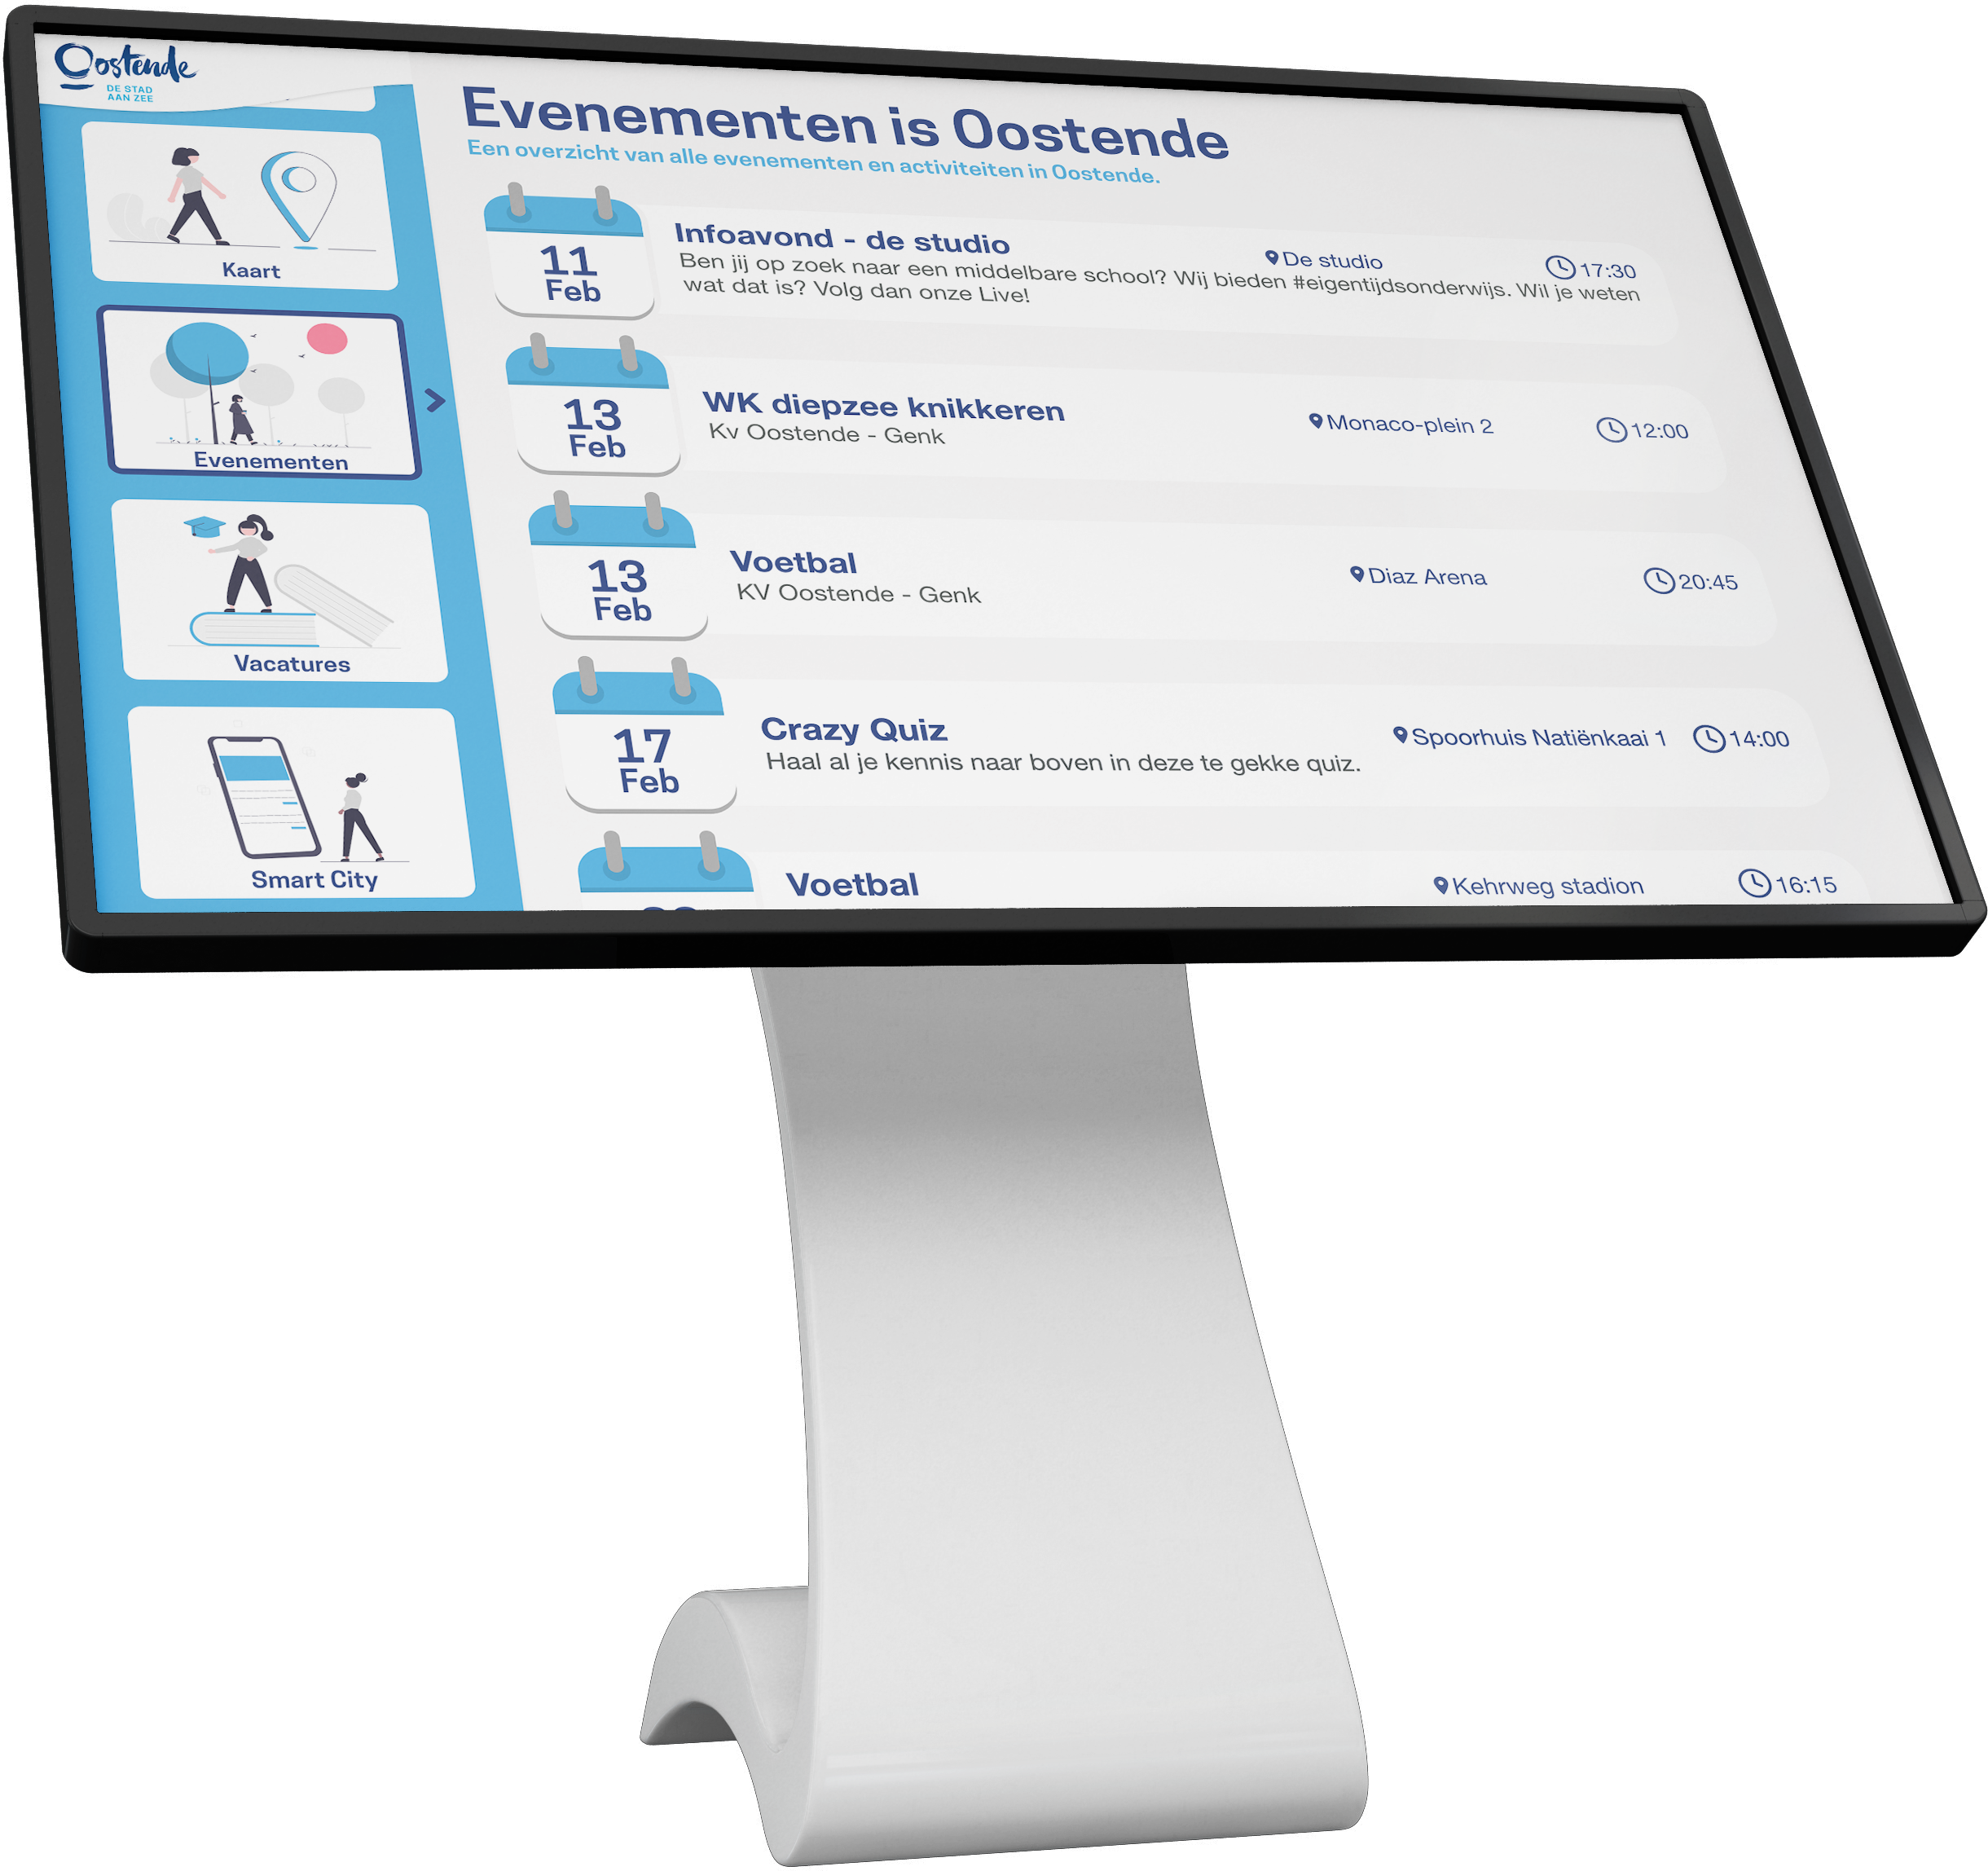 Oostende
DE STAD
AAN ZEE
Kaart
Evenementen
Vacatures
Smart City
Evenementen is Oostende
Een overzicht van alle evenementen en activiteiten in Oostende.
11
Feb
Infoavond - de studio
De studio
17:30
Ben jij op zoek naar een middelbare school? Wij bieden #eigentijdsonderwijs. Wil je weten
wat dat is? Volg dan onze Live!
13
Feb
WK diepzee knikkeren
Kv Oostende - Genk
Monaco-plein 2
12:00
13
Feb
Voetbal
KV Oostende - Genk
Diaz Arena
20:45
17
Feb
Crazy Quiz
Haal al je kennis naar boven in deze te gekke quiz.
Spoorhuis Natiënkaai 1
14:00
Voetbal
Kehrweg stadion
16:15